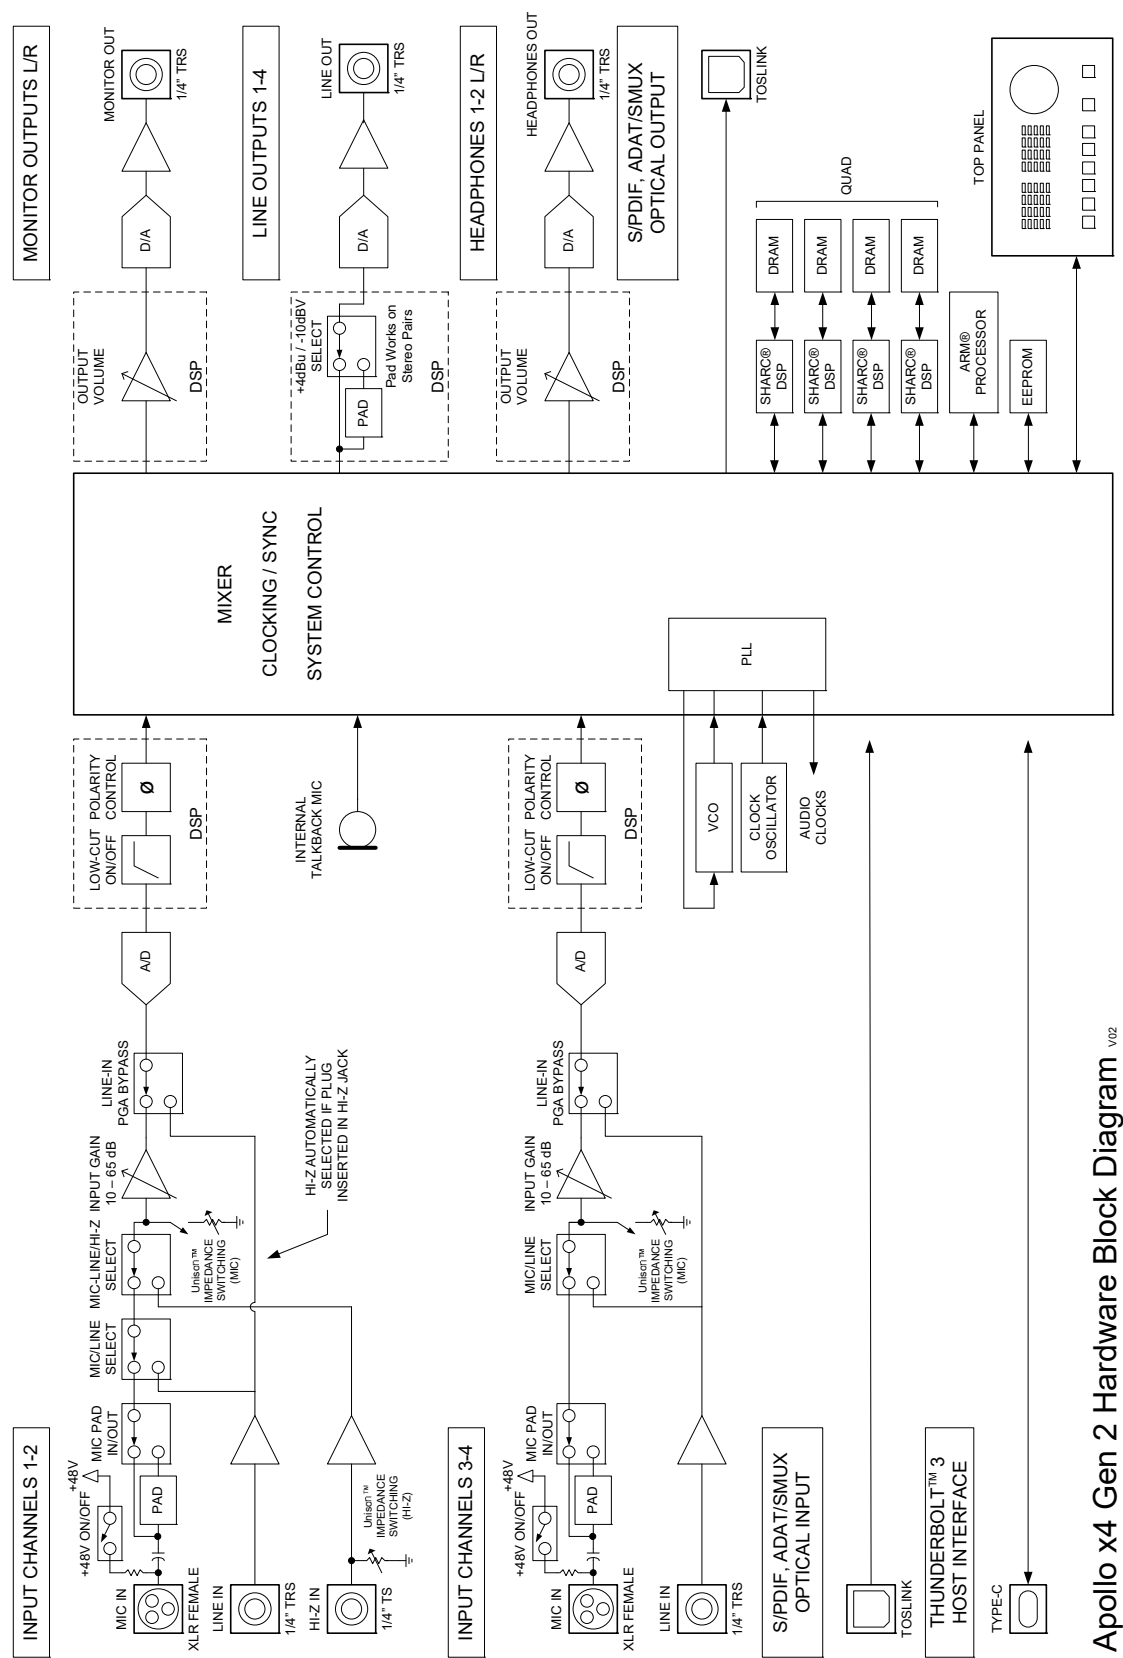 INPUT CHANNELS 1-2
+48V
+48V ON/OFF
MIC PAD
IN/OUT
MIC/LINE
SELECT
MIC-LINE/HI-Z
SELECT
INPUT GAIN
10 – 65 dB
LINE-IN
PGA BYPASS
A/D
LOW-CUT
ON/OFF
POLARITY
CONTROL
Ø
DSP
MIC IN
XLR FEMALE
PAD
Unison™
IMPEDANCE
SWITCHING
(MIC)
LINE IN
1/4" TRS
HI-Z IN
1/4" TS
Unison™
IMPEDANCE
SWITCHING
(HI-Z)
HI-Z AUTOMATICALLY
SELECTED IF PLUG
INSERTED IN HI-Z JACK
INTERNAL
TALKBACK MIC
INPUT CHANNELS 3-4
+48V
+48V ON/OFF
MIC PAD
IN/OUT
MIC/LINE
SELECT
INPUT GAIN
10 – 65 dB
LINE-IN
PGA BYPASS
A/D
LOW-CUT
ON/OFF
POLARITY
CONTROL
Ø
DSP
MIC IN
XLR FEMALE
PAD
Unison™
IMPEDANCE
SWITCHING
(MIC)
LINE IN
1/4" TRS
S/PDIF, ADAT/SMUX
OPTICAL INPUT
TOSLINK
THUNDERBOLT™ 3
HOST INTERFACE
TYPE-C
VCO
CLOCK
OSCILLATOR
AUDIO
CLOCKS
PLL
MIXER
CLOCKING / SYNC
SYSTEM CONTROL
MONITOR OUTPUTS L/R
OUTPUT
VOLUME
DSP
D/A
MONITOR OUT
1/4" TRS
LINE OUTPUTS 1-4
+4dBu / -10dBV
SELECT
PAD
Pad Works on
Stereo Pairs
DSP
D/A
LINE OUT
1/4" TRS
HEADPHONES 1-2 L/R
OUTPUT
VOLUME
DSP
D/A
HEADPHONES OUT
1/4" TRS
S/PDIF, ADAT/SMUX
OPTICAL OUTPUT
TOSLINK
QUAD
SHARC®
DSP
DRAM
SHARC®
DSP
DRAM
SHARC®
DSP
DRAM
SHARC®
DSP
DRAM
ARM®
PROCESSOR
EEPROM
TOP PANEL
Apollo x4 Gen 2 Hardware Block Diagram V02